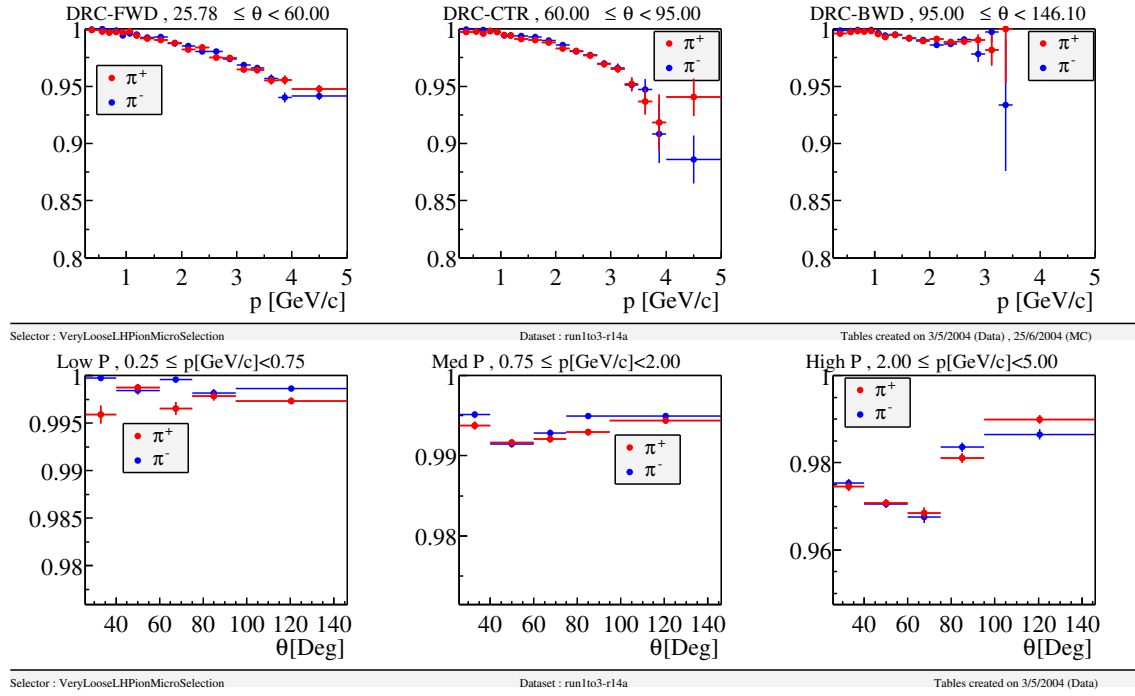 DRC-FWD , 25.78 ≤ θ < 60.00
DRC-CTR , 60.00 ≤ θ < 95.00
DRC-BWD , 95.00 ≤ θ < 146.10
1
0.95
0.9
0.85
0.8
π+
π-
1 2 3 4 5
p [GeV/c]
1
0.95
0.9
0.85
0.8
π+
π-
1 2 3 4 5
p [GeV/c]
1
0.95
0.9
0.85
0.8
π+
π-
1 2 3 4 5
p [GeV/c]
Selector : VeryLooseLHPionMicroSelection
Dataset : run1to3-r14a
Tables created on 3/5/2004 (Data) , 25/6/2004 (MC)
Low P , 0.25 ≤ p[GeV/c]<0.75
Med P , 0.75 ≤ p[GeV/c]<2.00
High P , 2.00 ≤ p[GeV/c]<5.00
1
0.995
0.99
0.985
0.98
π+
π-
40 60 80 100 120 140
θ[Deg]
1
0.99
0.98
π+
π-
40 60 80 100 120 140
θ[Deg]
1
0.98
0.96
π+
π-
40 60 80 100 120 140
θ[Deg]
Selector : VeryLooseLHPionMicroSelection
Dataset : run1to3-r14a
Tables created on 3/5/2004 (Data)